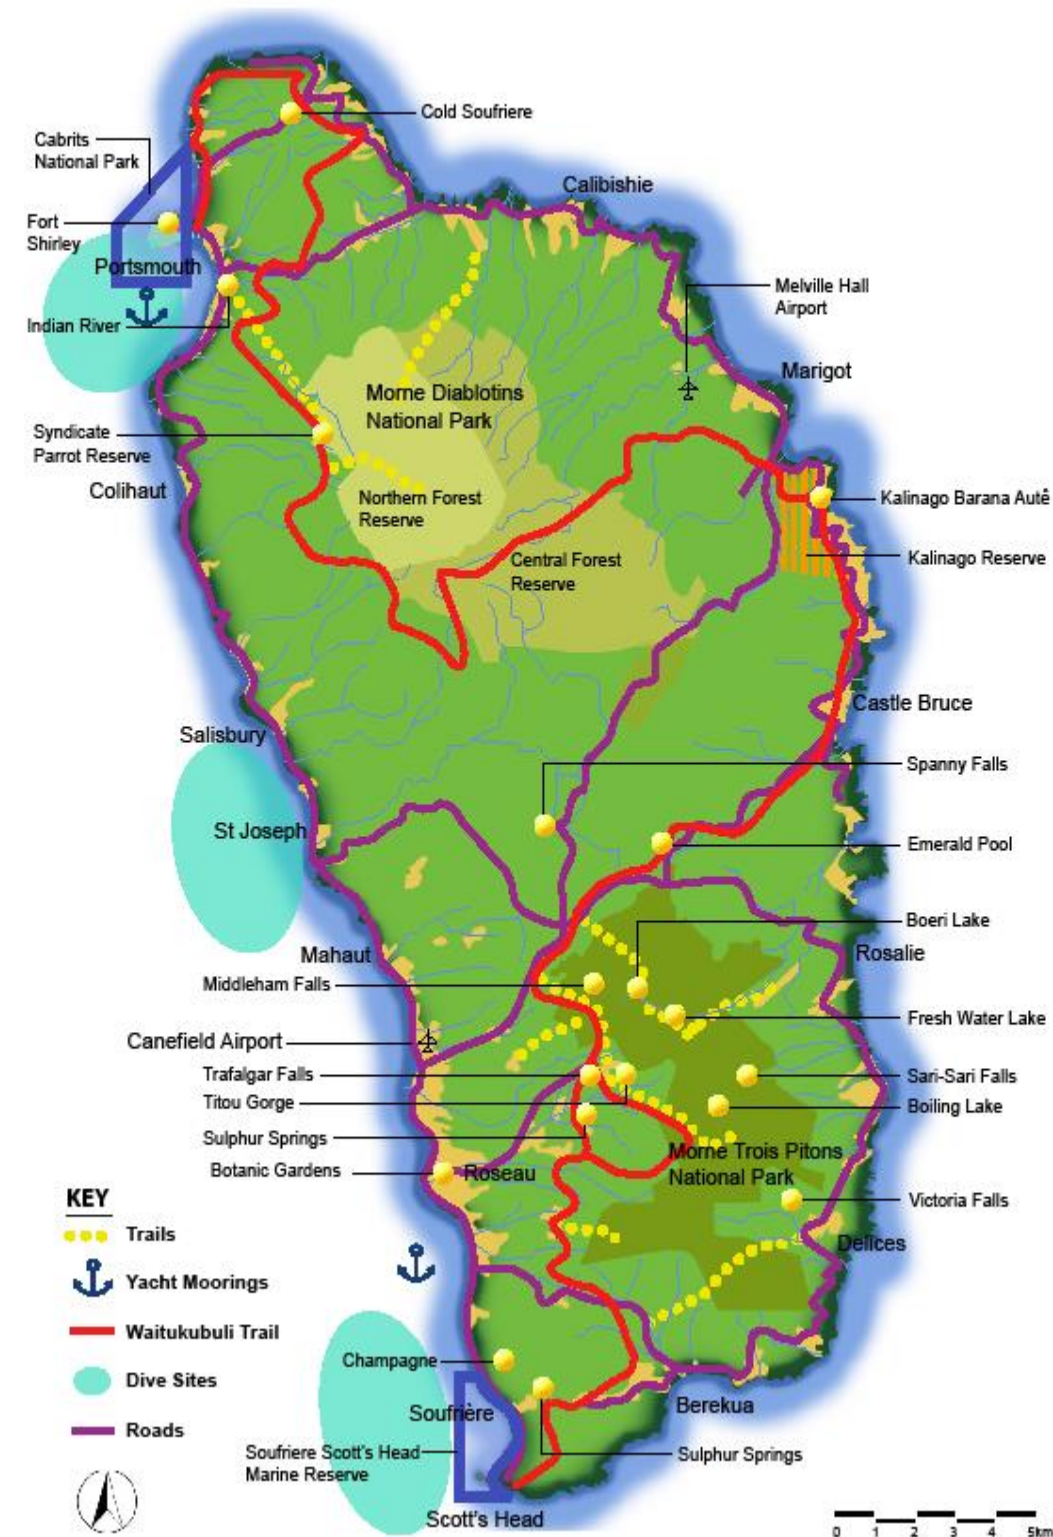 Cold Soufriere
Cabrits
National Park
Calibishie
Fort
Shirley
Portsmouth
Melville Hall
Airport
Indian River
Marigot
Morne Diablotins
National Park
Syndicate
Parrot Reserve
Colihaut
Northern Forest
Reserve
Kalinago Barana Autê
Kalinago Reserve
Central Forest
Reserve
Castle Bruce
Salisbury
Spanny Falls
St Joseph
Emerald Pool
Boeri Lake
Mahaut
Rosalie
Middleham Falls
Fresh Water Lake
Canefield Airport
Trafalgar Falls
Sari-Sari Falls
Titou Gorge
Boiling Lake
Sulphur Springs
Morne Trois Pitons
National Park
Botanic Gardens
Roseau
Victoria Falls
KEY
Trails
Delices
Yacht Moorings
Waitukubuli Trail
Champagne
Dive Sites
Soufrière
Berekua
Roads
Soufriere Scott's Head
Marine Reserve
Sulphur Springs
Scott's Head
0 1 2 3 4 5km